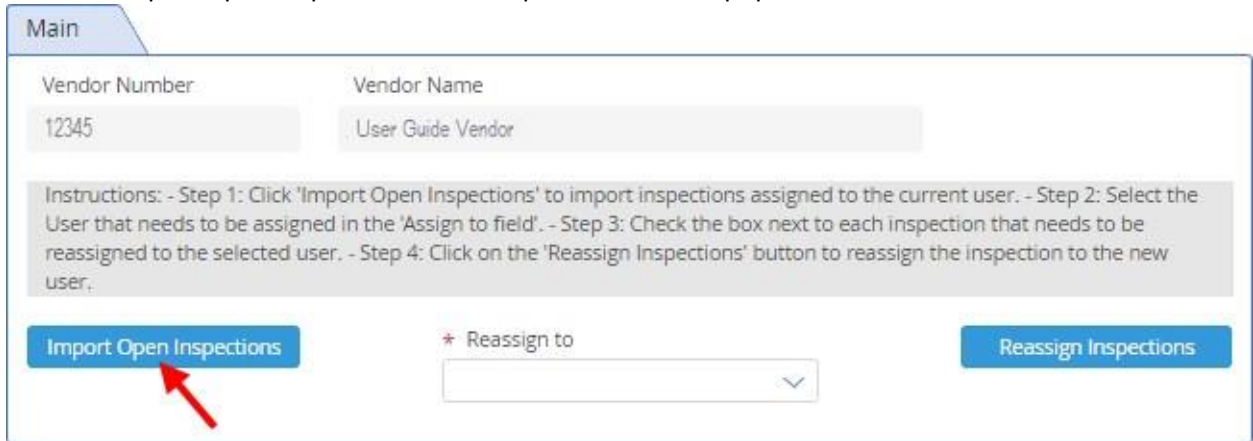 Main
Vendor Number Vendor Name
12345 User Guide Vendor
Instructions: - Step 1: Click 'Import Open Inspections' to import inspections assigned to the current user. - Step 2: Select the
User that needs to be assigned in the 'Assign to field'. - Step 3: Check the box next to each inspection that needs to be
reassigned to the selected user. - Step 4: Click on the 'Reassign Inspections' button to reassign the inspection to the new
user.
Import Open Inspections * Reassign to Reassign Inspections